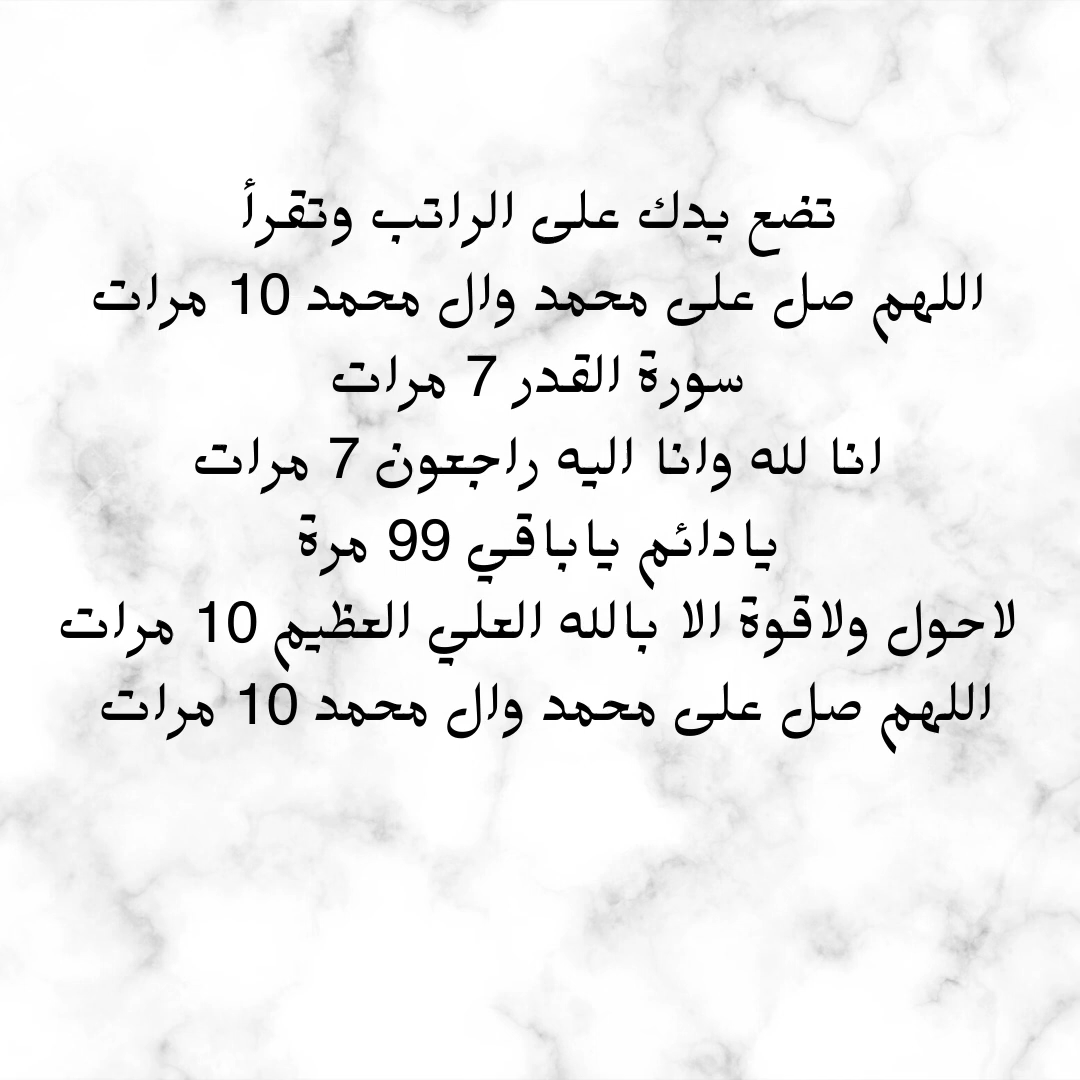 تضع يدك على الراتب وتقرأ
اللهم صل على محمد وال محمد 10 مرات
سورة القدر 7 مرات
انا لله وانا اليه راجعون 7 مرات
يادائم ياباقي 99 مرة
لاحول ولاقوة الا بالله العلي العظيم 10 مرات
اللهم صل على محمد وال محمد 10 مرات